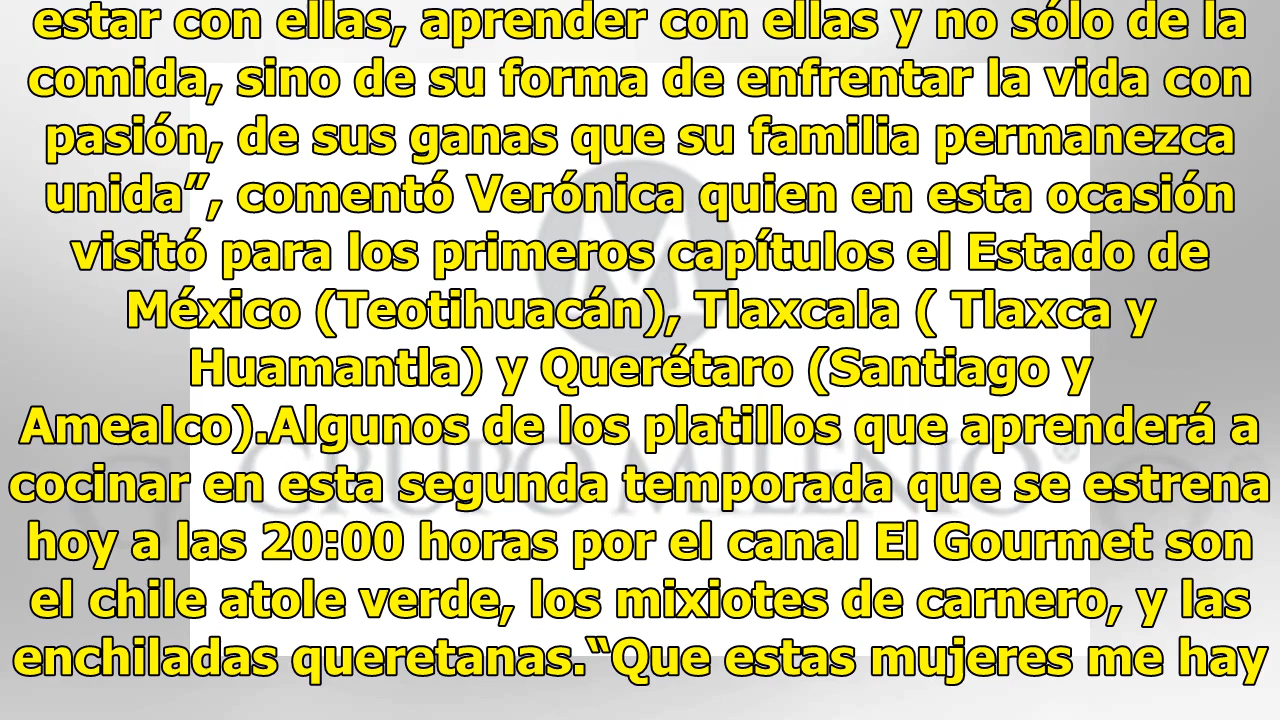 estar con ellas, aprender con ellas y no sólo de la
comida, sino de su forma de enfrentar la vida con
pasión, de sus ganas que su familia permanezca
unida”, comentó Verónica quien en esta ocasión
visitó para los primeros capítulos el Estado de
México (Teotihuacán), Tlaxcala ( Tlaxca y
Huamantla) y Querétaro (Santiago y
Amealco).Algunos de los platillos que aprenderá a
cocinar en esta segunda temporada que se estrena
hoy a las 20:00 horas por el canal El Gourmet son
el chile atole verde, los mixiotes de carnero, y las
enchiladas queretanas.“Que estas mujeres me hay
M
GRUPO MILENIO®